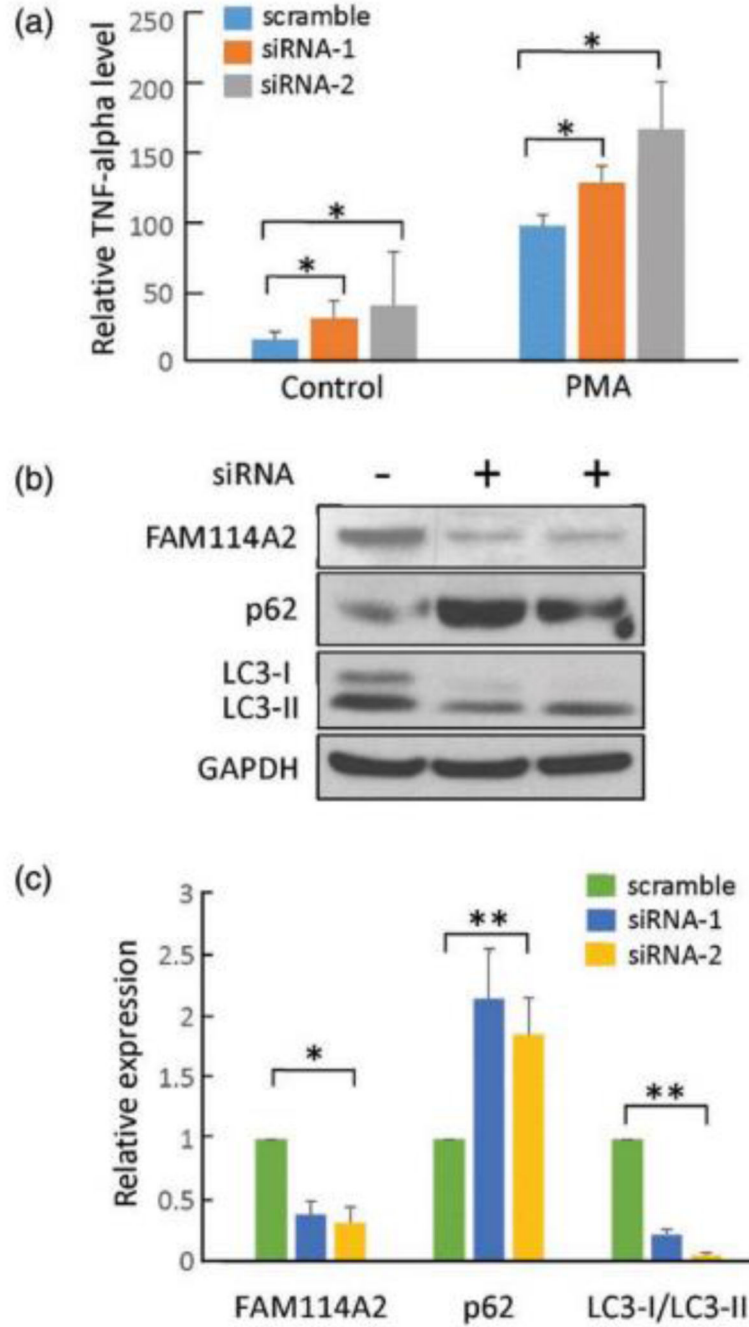 (a)
Relative TNF-alpha level
250
200
150
100
50
0
scramble
siRNA-1
siRNA-2
*
*
*
*
Control
PMA
(b)
siRNA - + +
FAM114A2
p62
LC3-I
LC3-II
GAPDH
(c)
Relative expression
3
2.5
2
1.5
1
0.5
0
scramble
siRNA-1
siRNA-2
*
**
**
FAM114A2
p62
LC3-I/LC3-II